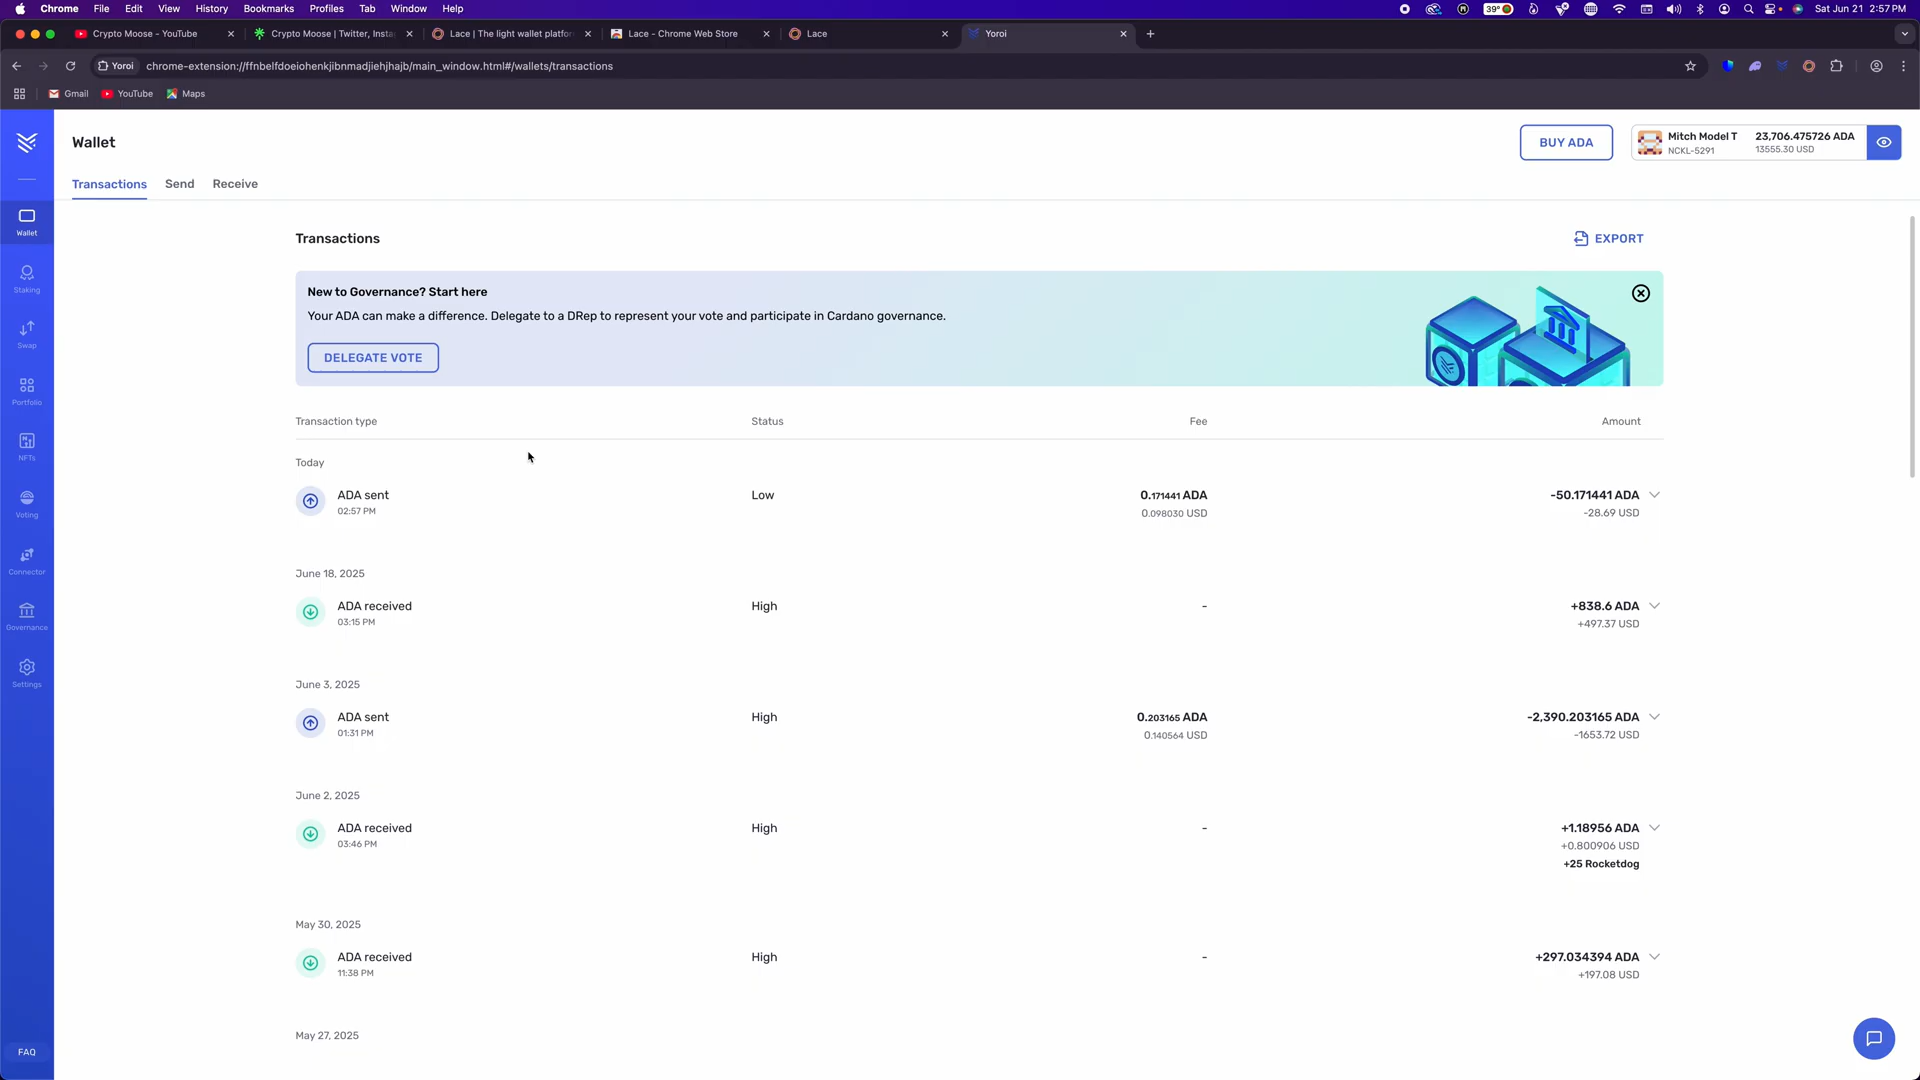 Chrome File Edit View History Bookmarks Profiles Tab Window Help
39° Sat Jun 21 2:57 PM
Crypto Moose - YouTube
Crypto Moose | Twitter, Insta
Lace | The light wallet platfor
Lace - Chrome Web Store
Lace
Yoroi
Yoroi chrome-extension://ffnbelfdoeiohenkjibnmadjiehjhajb/main_window.html#/wallets/transactions
Gmail YouTube Maps
Wallet
BUY ADA
Mitch Model T 23,706.475726 ADA
NCKL-5291 13555.30 USD
Transactions Send Receive
Wallet
Staking
Swap
Portfolio
NFTs
Voting
Connector
Governance
Settings
FAQ
Transactions
EXPORT
New to Governance? Start here
Your ADA can make a difference. Delegate to a DRep to represent your vote and participate in Cardano governance.
DELEGATE VOTE
Transaction type Status Fee Amount
Today
ADA sent Low 0.171441 ADA -50.171441 ADA
02:57 PM 0.098030 USD -28.69 USD
June 18, 2025
ADA received High - +838.6 ADA
03:15 PM +497.37 USD
June 3, 2025
ADA sent High 0.203165 ADA -2,390.203165 ADA
01:31 PM 0.140564 USD -1653.72 USD
June 2, 2025
ADA received High - +1.18956 ADA
03:46 PM +0.800906 USD
+25 Rocketdog
May 30, 2025
ADA received High - +297.034394 ADA
11:38 PM +197.08 USD
May 27, 2025